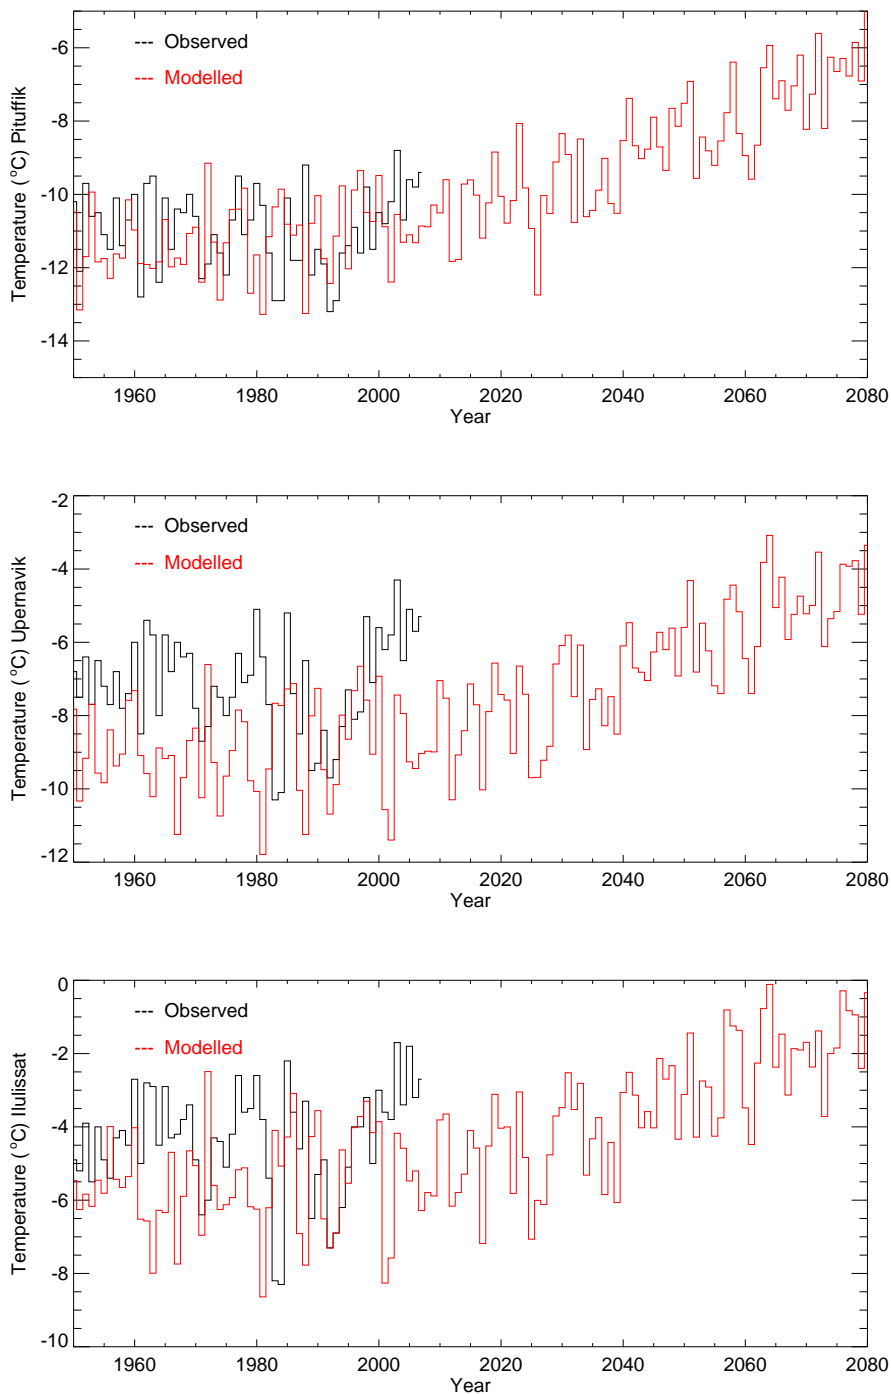 Temperature (°C) Pituffik
-6
-8
-10
-12
-14
--- Observed
--- Modelled
1960 1980 2000 2020 2040 2060 2080
Year
Temperature (°C) Upernavik
-2
-4
-6
-8
-10
-12
--- Observed
--- Modelled
1960 1980 2000 2020 2040 2060 2080
Year
Temperature (°C) Ilulissat
0
-2
-4
-6
-8
-10
--- Observed
--- Modelled
1960 1980 2000 2020 2040 2060 2080
Year